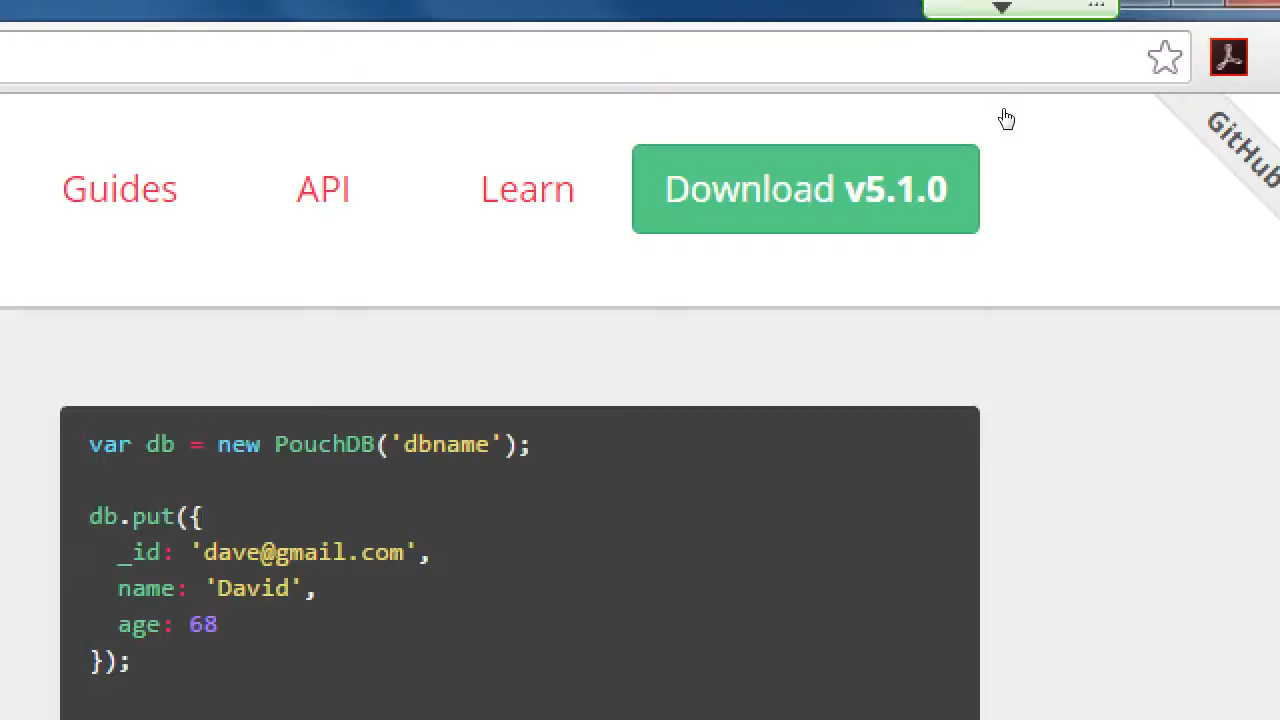 GitHub
Guides API Learn Download v5.1.0
var db = new PouchDB('dbname');
db.put({
  _id: 'dave@gmail.com',
  name: 'David',
  age: 68
});